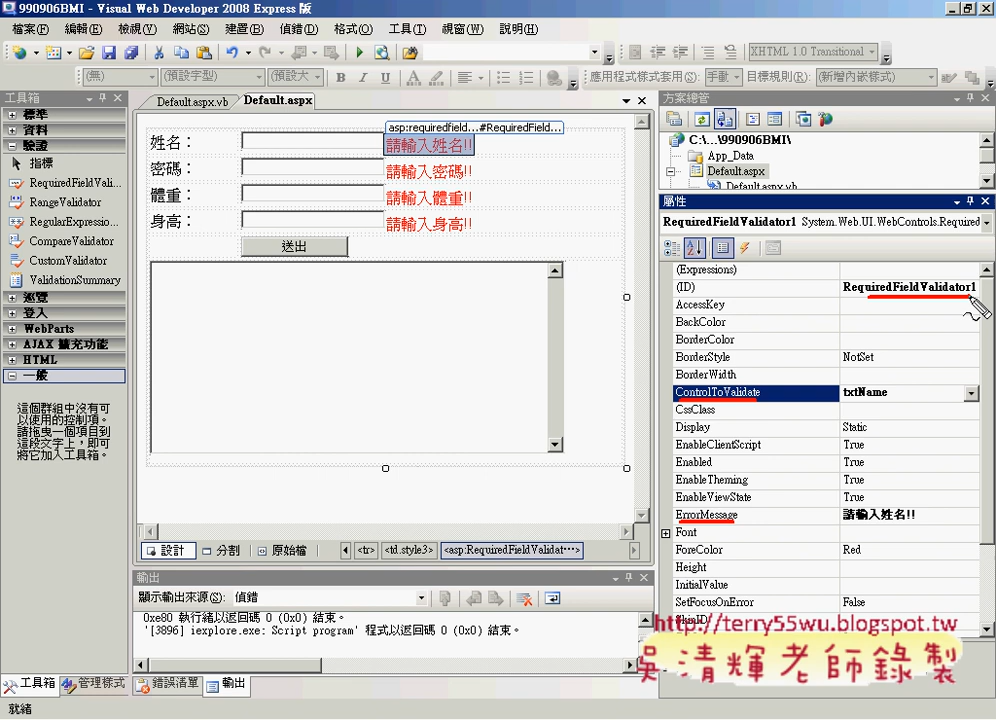 990906BMI - Visual Web Developer 2008 Express 版
檔案(F) 編輯(E) 檢視(V) 網站(S) 建置(B) 偵錯(D) 格式(O) 工具(T) 視窗(W) 說明(H)
XHTML 1.0 Transitional
(無) (預設字型) (預設大 B I U A 應用程式樣式套用(S): 手動 目標規則(R): (新增內嵌樣式)
工具箱
標準
資料
驗證
指標
RequiredFieldVali...
RangeValidator
RegularExpressio...
CompareValidator
CustomValidator
ValidationSummary
巡覽
登入
WebParts
AJAX 擴充功能
HTML
一般
這個群組中沒有可
以使用的控制項。
請拖曳一個項目到
這段文字上,即可
將它加入工具箱。
工具箱 管理樣式
Default.aspx.vb Default.aspx
asp:requiredfield...#RequiredField...
姓名: 請輸入姓名!!
密碼: 請輸入密碼!!
體重: 請輸入體重!!
身高: 請輸入身高!!
送出
設計 分割 原始檔 <tr> <td.style3> <asp:RequiredFieldValidat...>
輸出
顯示輸出來源(S): 偵錯
0xe80 執行緒以返回碼 0 (0x0) 結束。
'[3896] iexplore.exe: Script program' 程式以返回碼 0 (0x0) 結束。
錯誤清單 輸出
方案總管
C:\...\990906BMI\
App_Data
Default.aspx
Default.aspx.vb
屬性
RequiredFieldValidator1 System.Web.UI.WebControls.Required
(Expressions)
(ID) RequiredFieldValidator1
AccessKey
BackColor
BorderColor
BorderStyle NotSet
BorderWidth
ControlToValidate txtName
CssClass
Display Static
EnableClientScript True
Enabled True
EnableTheming True
EnableViewState True
ErrorMessage 請輸入姓名!!
Font
ForeColor Red
Height
InitialValue
SetFocusOnError False
SkinID
http://terry55wu.blogspot.tw
吳清輝老師錄製
就緒